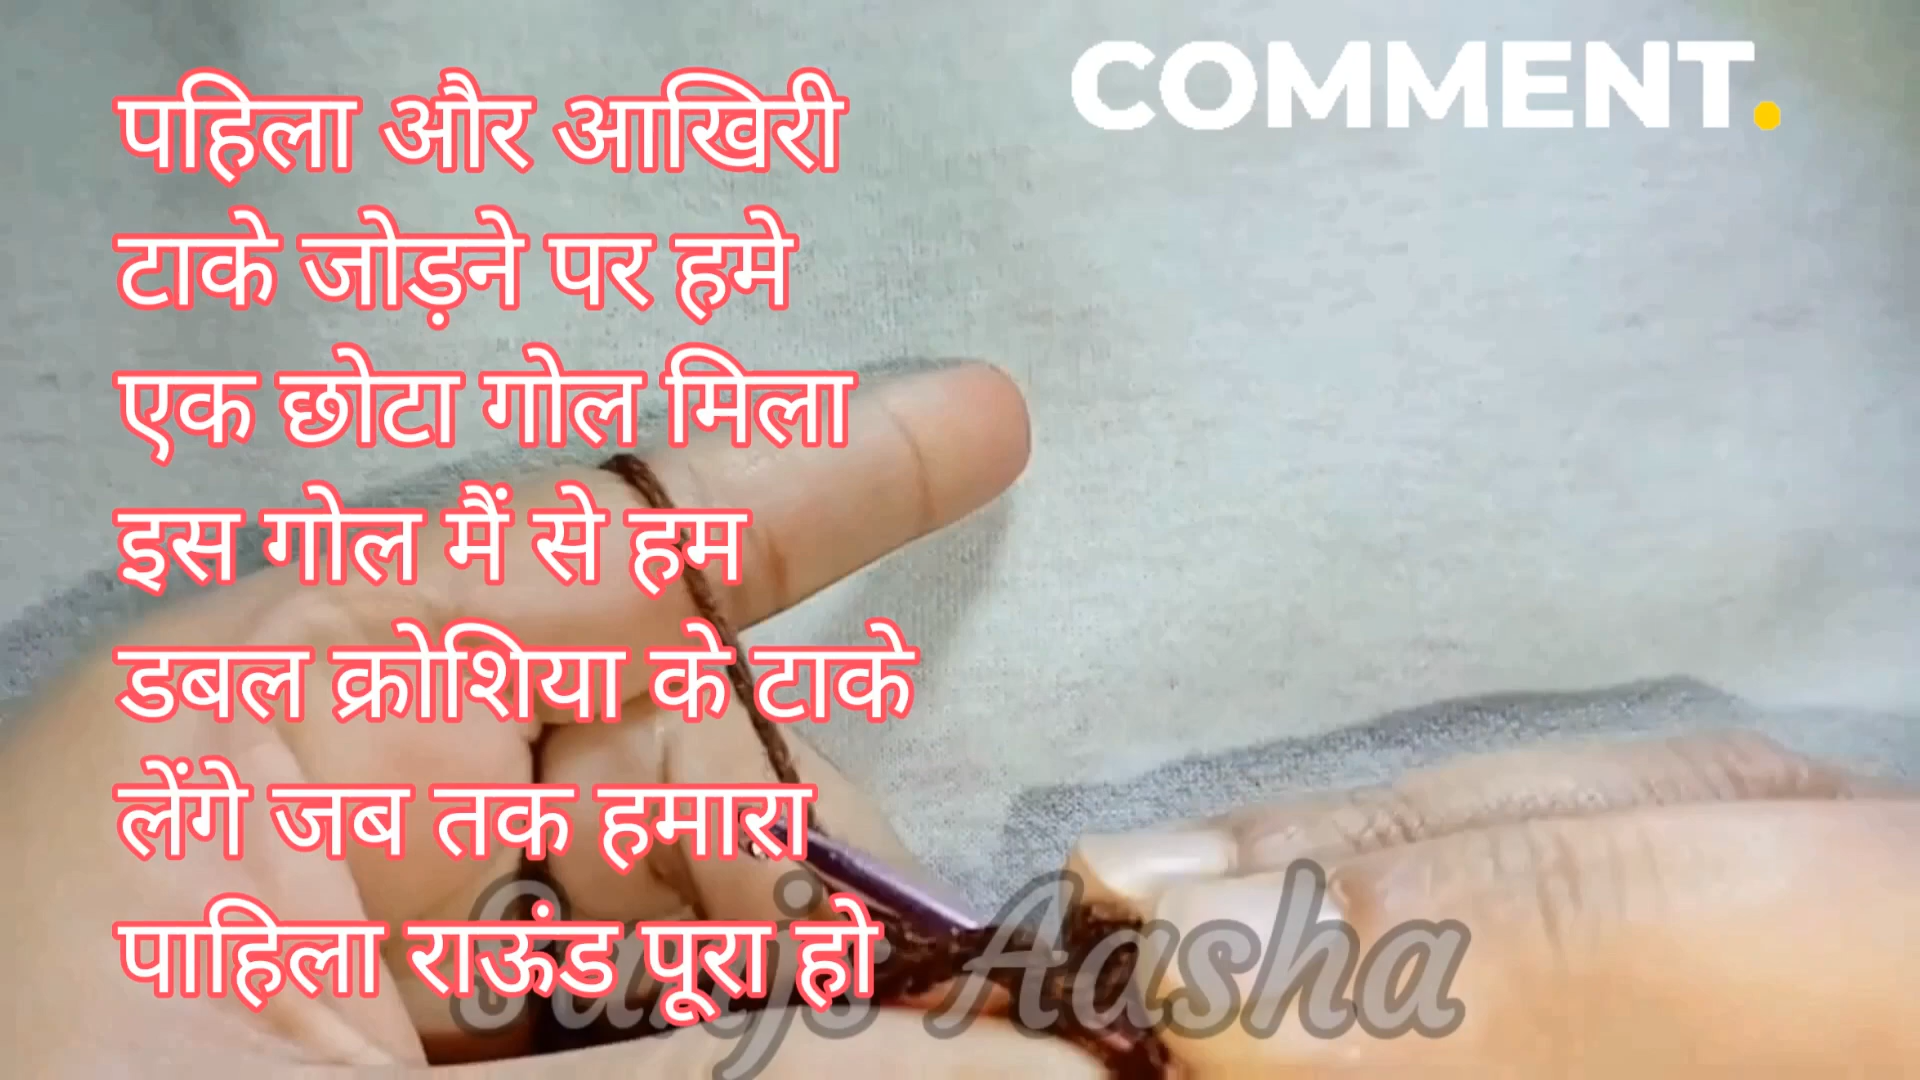 COMMENT.
पहिला और आखिरी
टाके जोड़ने पर हमे
एक छोटा गोल मिला
इस गोल मैं से हम
डबल क्रोशिया के टाके
लेंगे जब तक हमारा
पाहिला राऊंड पूरा हो
Aasha